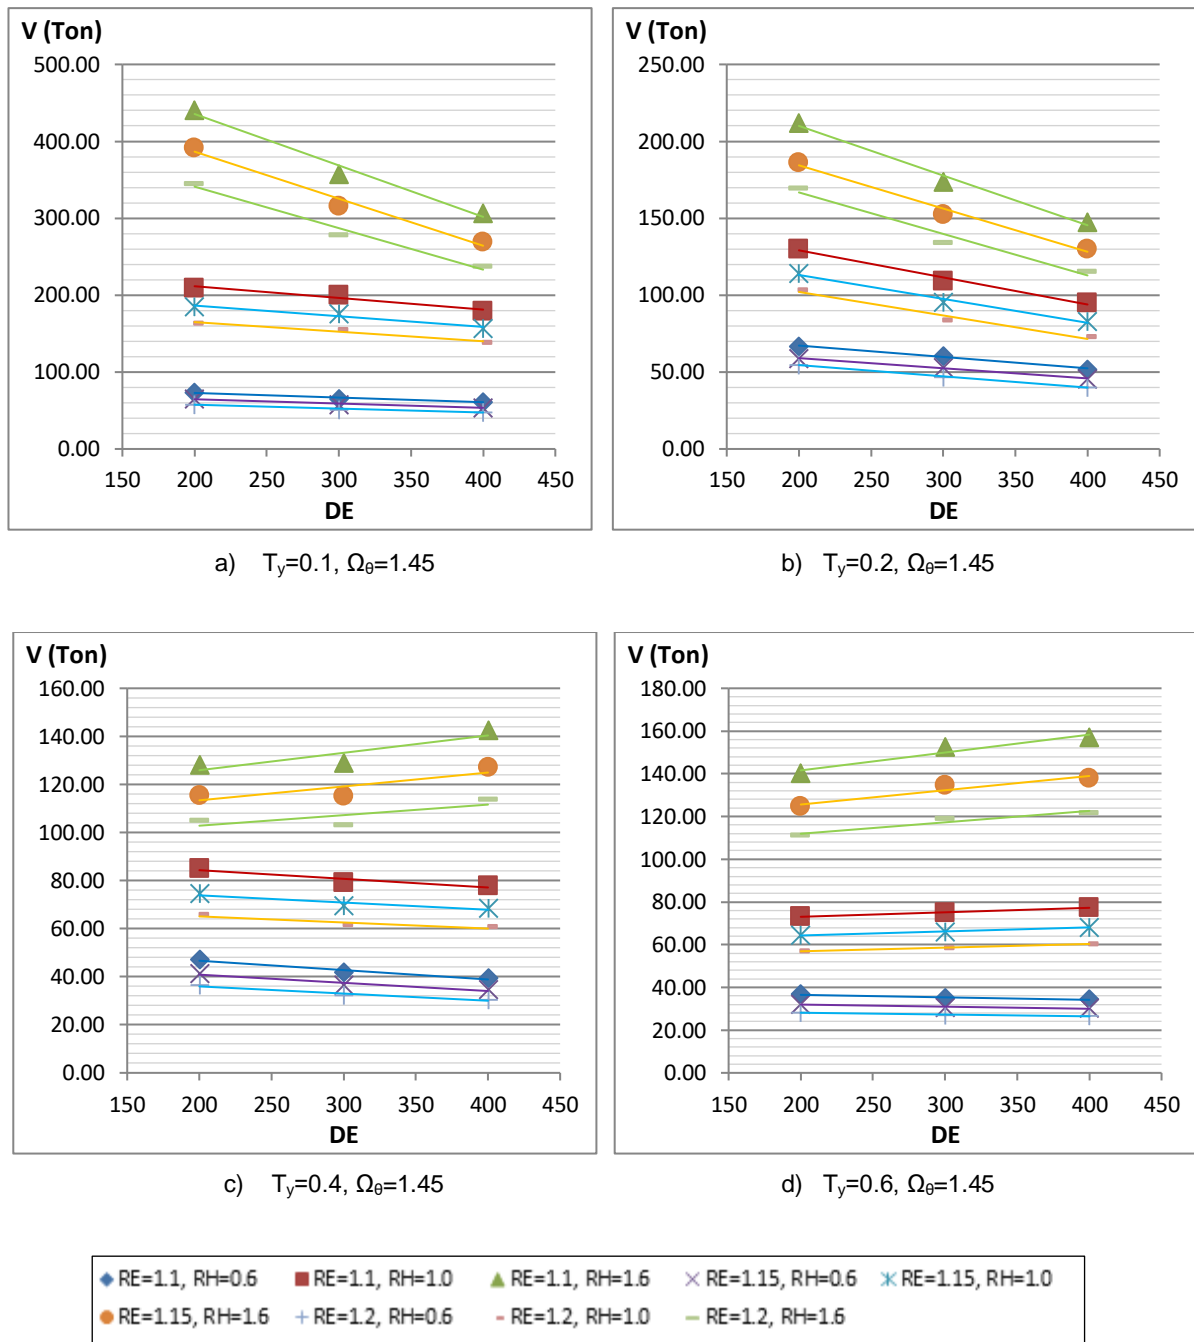 V (Ton)
500.00
400.00
300.00
200.00
100.00
0.00
150 200 250 300 350 400 450
DE
a) Ty=0.1, Ωθ=1.45
V (Ton)
250.00
200.00
150.00
100.00
50.00
0.00
150 200 250 300 350 400 450
DE
b) Ty=0.2, Ωθ=1.45
V (Ton)
160.00
140.00
120.00
100.00
80.00
60.00
40.00
20.00
0.00
150 200 250 300 350 400 450
DE
c) Ty=0.4, Ωθ=1.45
V (Ton)
180.00
160.00
140.00
120.00
100.00
80.00
60.00
40.00
20.00
0.00
150 200 250 300 350 400 450
DE
d) Ty=0.6, Ωθ=1.45
RE=1.1, RH=0.6 RE=1.1, RH=1.0 RE=1.1, RH=1.6 RE=1.15, RH=0.6 RE=1.15, RH=1.0
RE=1.15, RH=1.6 RE=1.2, RH=0.6 RE=1.2, RH=1.0 RE=1.2, RH=1.6